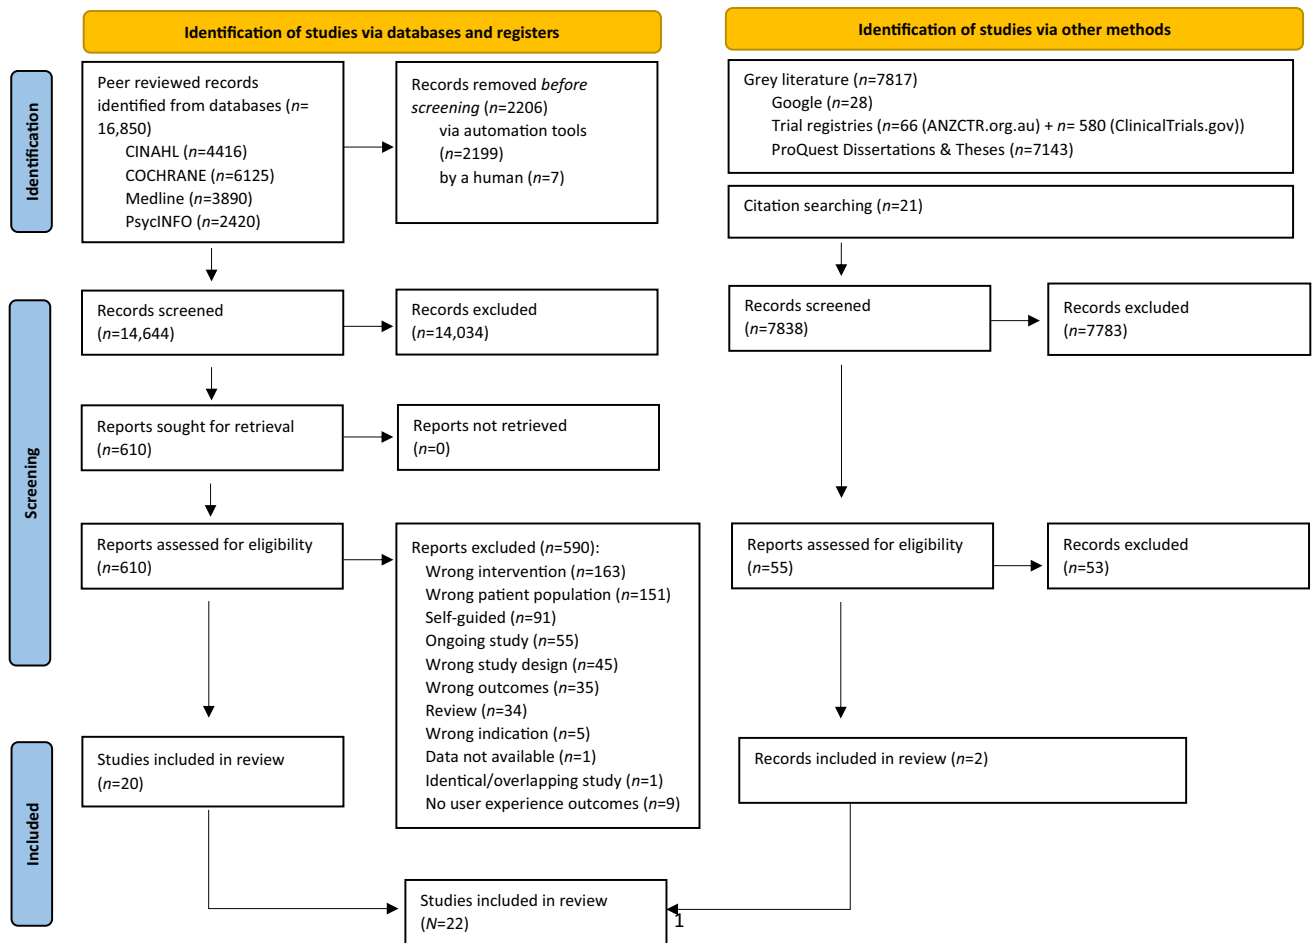 Identification of studies via databases and registers
Identification of studies via other methods
Identification
Peer reviewed records
identified from databases (n=
16,850)
CINAHL (n=4416)
COCHRANE (n=6125)
Medline (n=3890)
PsycINFO (n=2420)
Records removed before
screening (n=2206)
via automation tools
(n=2199)
by a human (n=7)
Grey literature (n=7817)
Google (n=28)
Trial registries (n=66 (ANZCTR.org.au) + n= 580 (ClinicalTrials.gov))
ProQuest Dissertations & Theses (n=7143)
Citation searching (n=21)
Screening
Records screened
(n=14,644)
Records excluded
(n=14,034)
Records screened
(n=7838)
Records excluded
(n=7783)
Reports sought for retrieval
(n=610)
Reports not retrieved
(n=0)
Reports assessed for eligibility
(n=610)
Reports excluded (n=590):
Wrong intervention (n=163)
Wrong patient population (n=151)
Self-guided (n=91)
Ongoing study (n=55)
Wrong study design (n=45)
Wrong outcomes (n=35)
Review (n=34)
Wrong indication (n=5)
Data not available (n=1)
Identical/overlapping study (n=1)
No user experience outcomes (n=9)
Reports assessed for eligibility
(n=55)
Records excluded
(n=53)
Included
Studies included in review
(n=20)
Records included in review (n=2)
Studies included in review
(N=22)
1